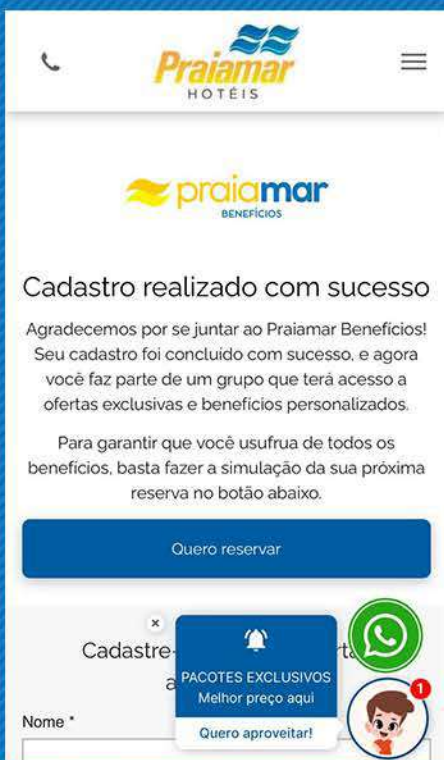 Praiamar
HOTÉIS
praiamar
BENEFÍCIOS
Cadastro realizado com sucesso
Agradecemos por se juntar ao Praiamar Benefícios!
Seu cadastro foi concluído com sucesso, e agora
você faz parte de um grupo que terá acesso a
ofertas exclusivas e benefícios personalizados.
Para garantir que você usufrua de todos os
benefícios, basta fazer a simulação da sua próxima
reserva no botão abaixo.
Quero reservar
×
Cadastre-
PACOTES EXCLUSIVOS
Melhor preço aqui
Quero aproveitar!
1
Nome *